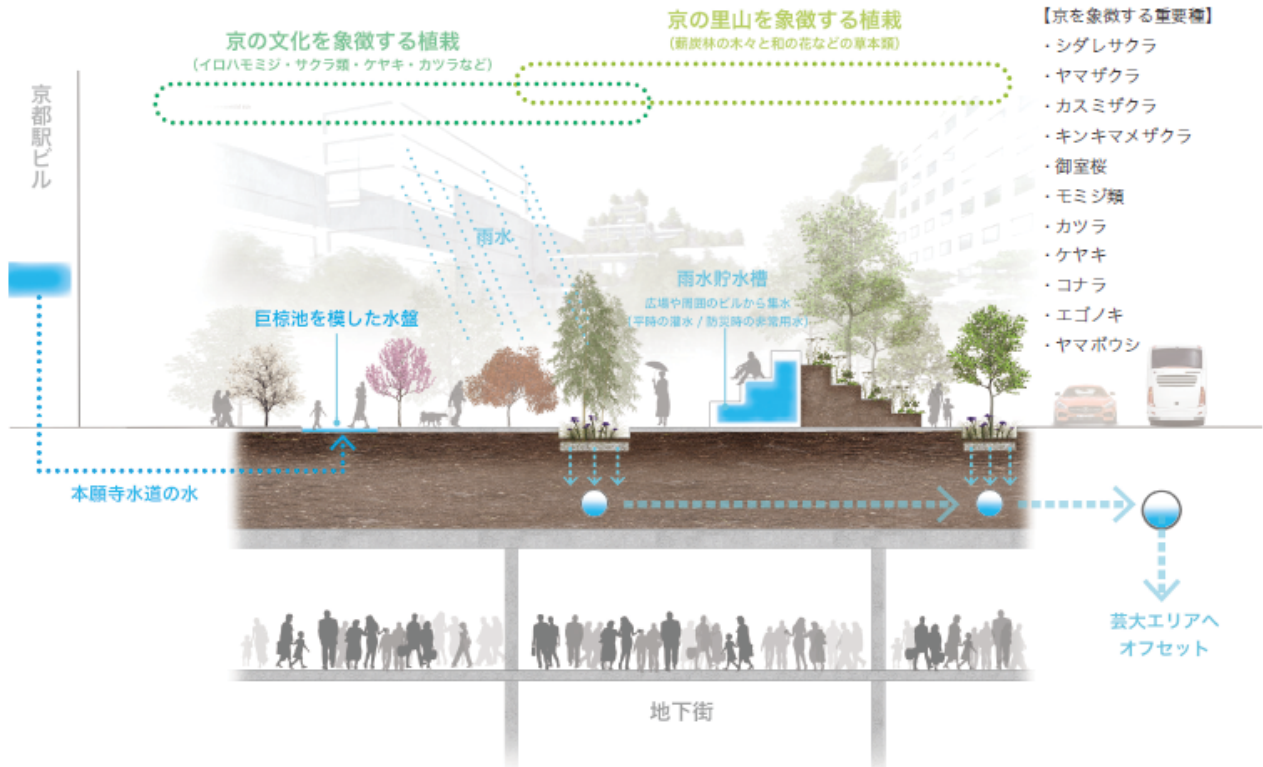 京の文化を象徴する植栽
（イロハモミジ・サクラ類・ケヤキ・カツラなど）
京の里山を象徴する植栽
（薪炭林の木々と和の花などの草本類）
【京を象徴する重要種】
・シダレサクラ
・ヤマザクラ
・カスミザクラ
・キンキマメザクラ
・御室桜
・モミジ類
・カツラ
・ケヤキ
・コナラ
・エゴノキ
・ヤマボウシ
京都駅ビル
雨水
巨椋池を模した水盤
雨水貯水槽
広場や周囲のビルから集水
（平時の灌水 / 防災時の非常用水）
本願寺水道の水
芸大エリアへ
オフセット
地下街